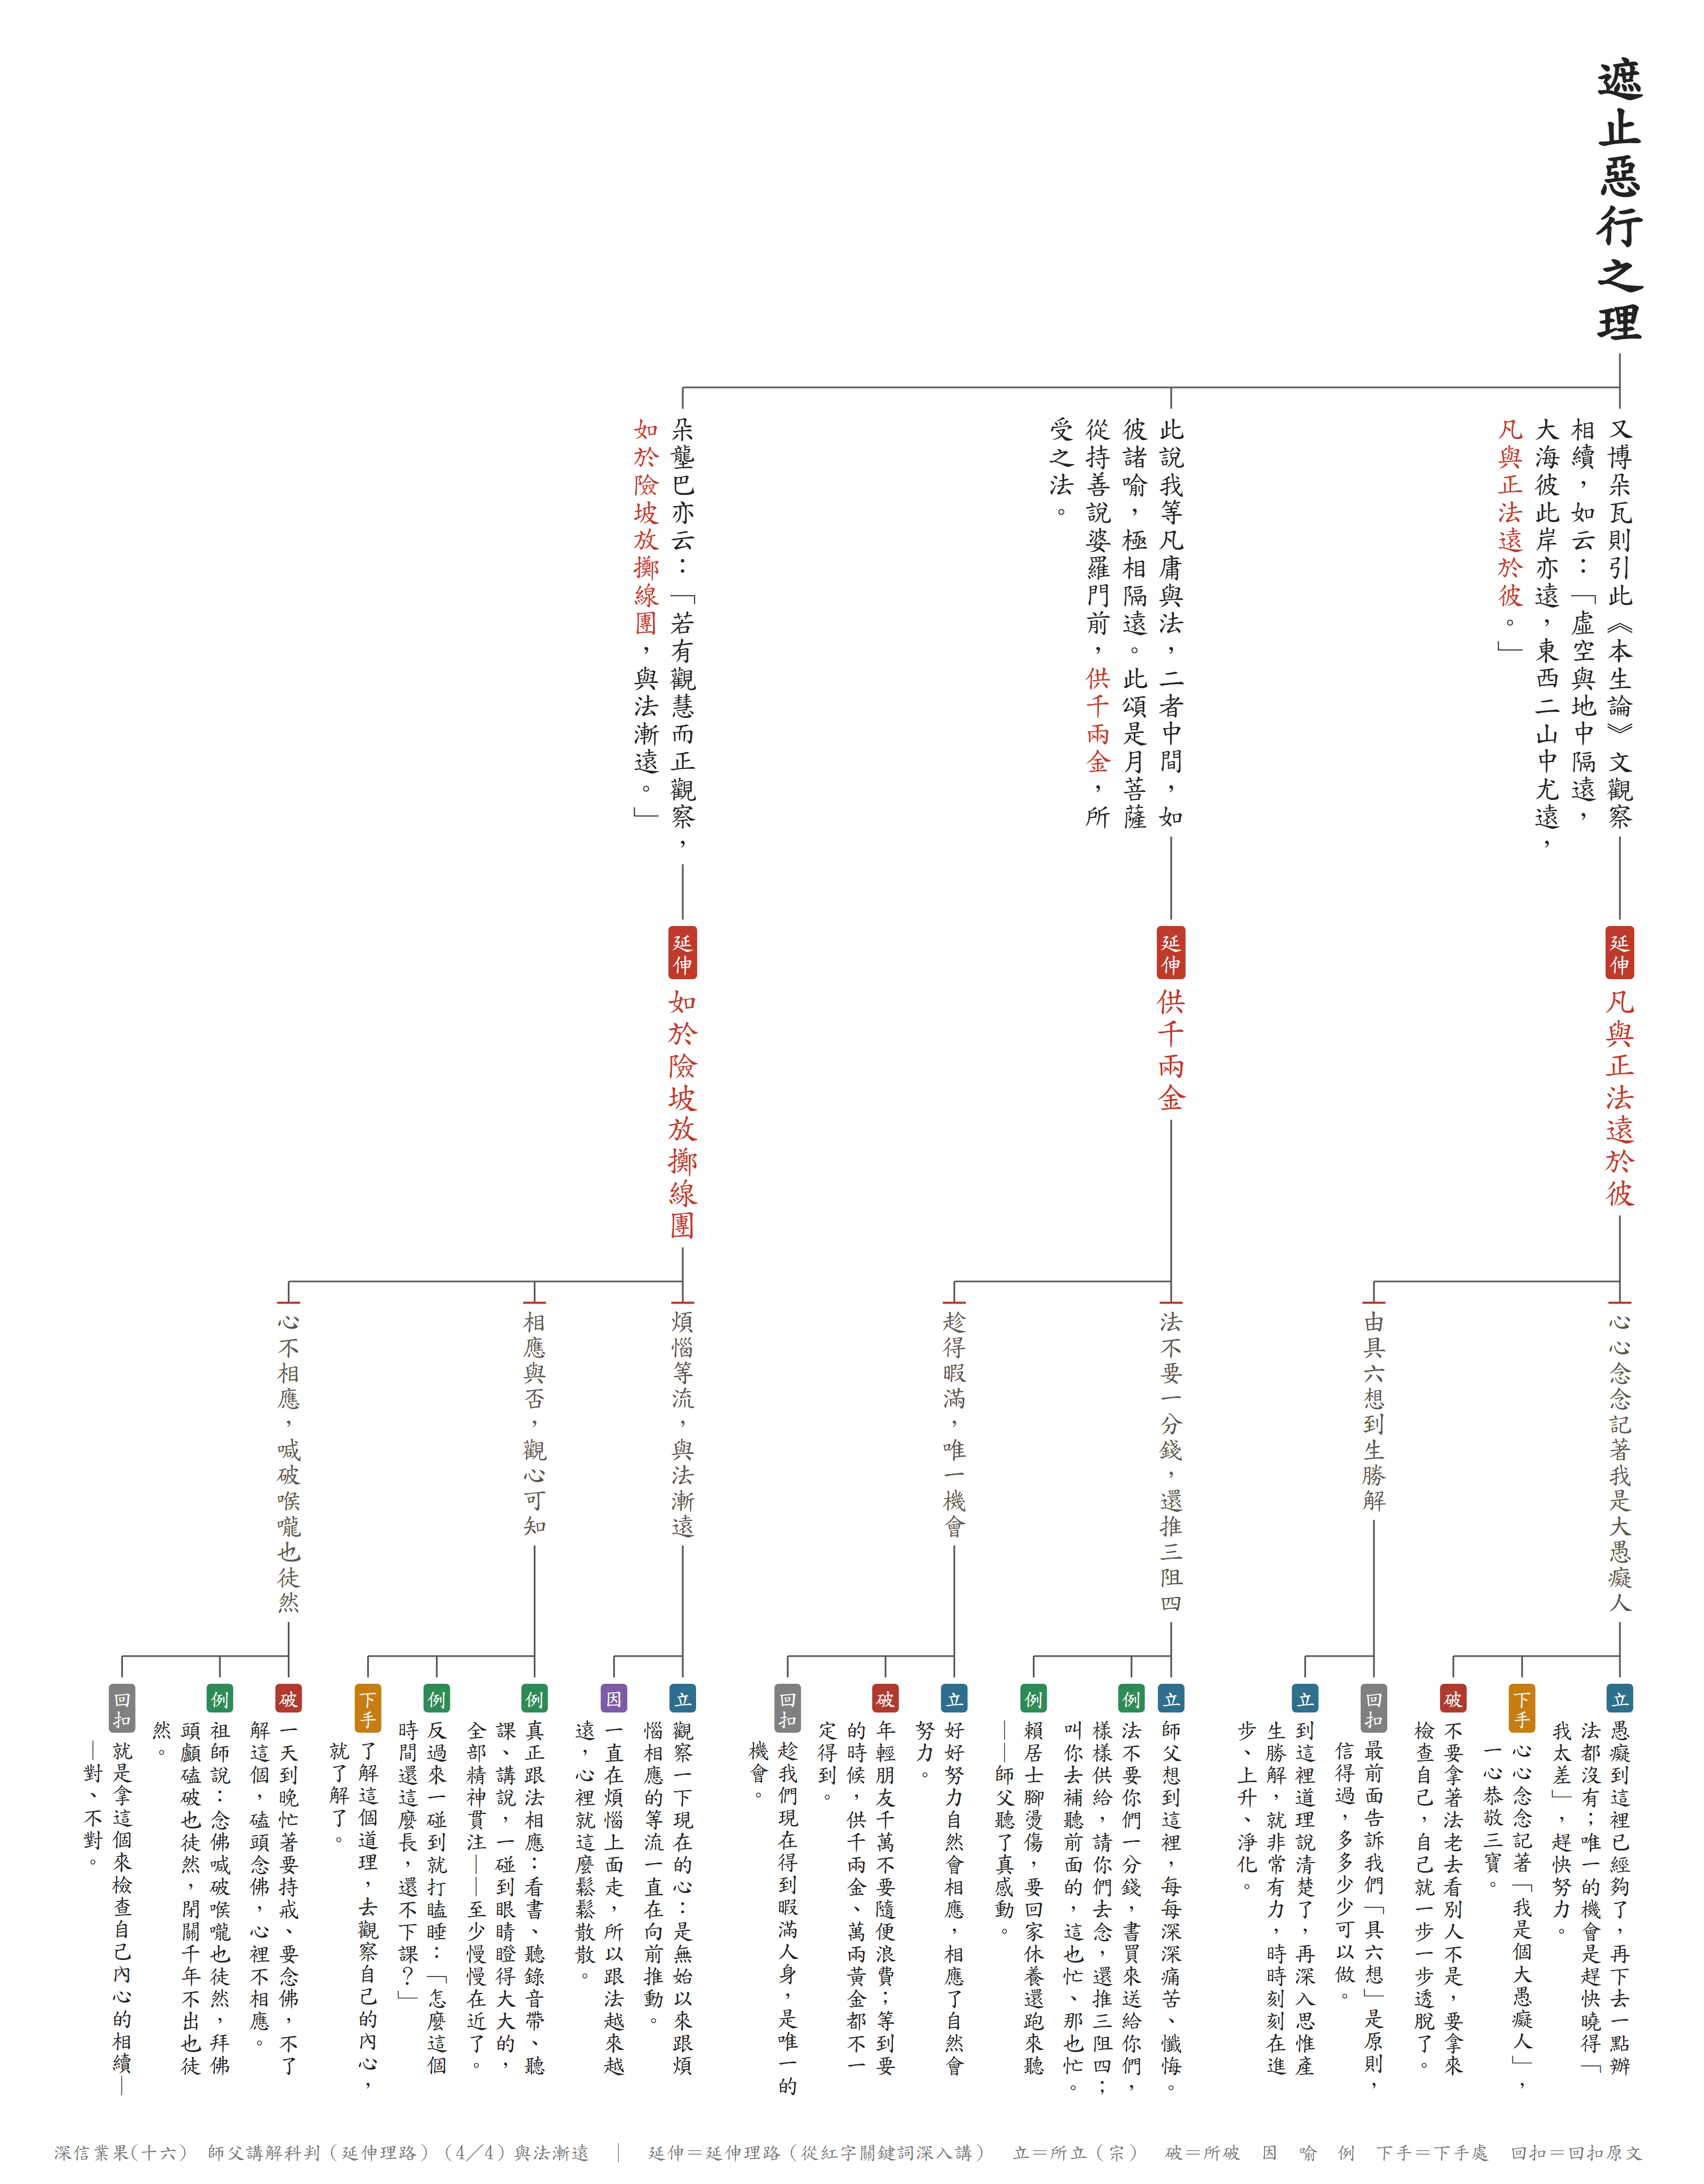 遮止惡行之理
又博朵瓦則引此《本生論》文觀察
相續，如云：「虛空與地中隔遠，
大海彼此岸亦遠，東西二山中尤遠，
凡與正法遠於彼。」
延伸
凡與正法遠於彼
心心念念記著我是大愚癡人
立
愚癡到這裡已經夠了，再下去一點辦
法都沒有；唯一的機會是趕快曉得「
我太差」，趕快努力。
下手
心心念念記著「我是個大愚癡人」，
一心恭敬三寶。
破
不要拿著法老去看別人不是，要拿來
檢查自己，自己就一步一步透脫了。
由具六想到生勝解
回扣
最前面告訴我們「具六想」是原則，
信得過，多多少少可以做。
立
到這裡道理說清楚了，再深入思惟產
生勝解，就非常有力，時時刻刻在進
步、上升、淨化。
此說我等凡庸與法，二者中間，如
彼諸喻，極相隔遠。此頌是月菩薩
從持善說婆羅門前，供千兩金，所
受之法。
延伸
供千兩金
法不要一分錢，還推三阻四
立
師父想到這裡，每每深深痛苦、懺悔。
例
法不要你們一分錢，書買來送給你們，
樣樣供給，請你們去念，還推三阻四；
叫你去補聽前面的，這也忙、那也忙。
例
賴居士腳燙傷，要回家休養還跑來聽
——師父聽了真感動。
趁得暇滿，唯一機會
立
好好努力自然會相應，相應了自然會
努力。
破
年輕朋友千萬不要隨便浪費；等到要
的時候，供千兩金、萬兩黃金都不一
定得到。
回扣
趁我們現在得到暇滿人身，是唯一的
機會。
朵壟巴亦云：「若有觀慧而正觀察，
如於險坡放擲線團，與法漸遠。」
延伸
如於險坡放擲線團
煩惱等流，與法漸遠
立
觀察一下現在的心：是無始以來跟煩
惱相應的等流一直在向前推動。
因
一直在煩惱上面走，所以跟法越來越
遠，心裡就這麼鬆鬆散散。
相應與否，觀心可知
例
真正跟法相應：看書、聽錄音帶、聽
課、講說，一碰到眼睛瞪得大大的，
全部精神貫注——至少慢慢在近了。
例
反過來一碰到就打瞌睡：「怎麼這個
時間還這麼長，還不下課？」
下手
了解這個道理，去觀察自己的內心，
就了解了。
心不相應，喊破喉嚨也徒然
破
一天到晚忙著要持戒、要念佛，不了
解這個，磕頭念佛，心裡不相應。
例
祖師說：念佛喊破喉嚨也徒然，拜佛
頭顱磕破也徒然，閉關千年不出也徒
然。
回扣
就是拿這個來檢查自己內心的相續—
—對、不對。
深信業果(十六)　師父講解科判（延伸理路）（4／4）與法漸遠　｜　延伸＝延伸理路（從紅字關鍵詞深入講）　立＝所立（宗）　破＝所破　因　喻　例　下手＝下手處　回扣＝回扣原文